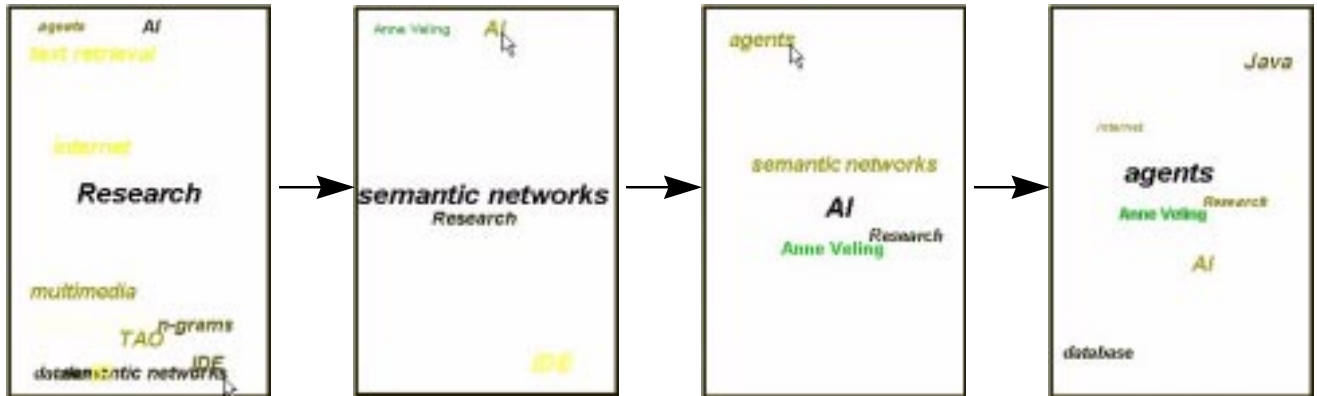 agents AI
text retrieval
internet
Research
multimedia
n-grams
TAO
IDE
semantic networks
Anne Veling AI
semantic networks
Research
IDE
agents
semantic networks
AI
Research
Anne Veling
Java
internet
agents
Research
Anne Veling
AI
database